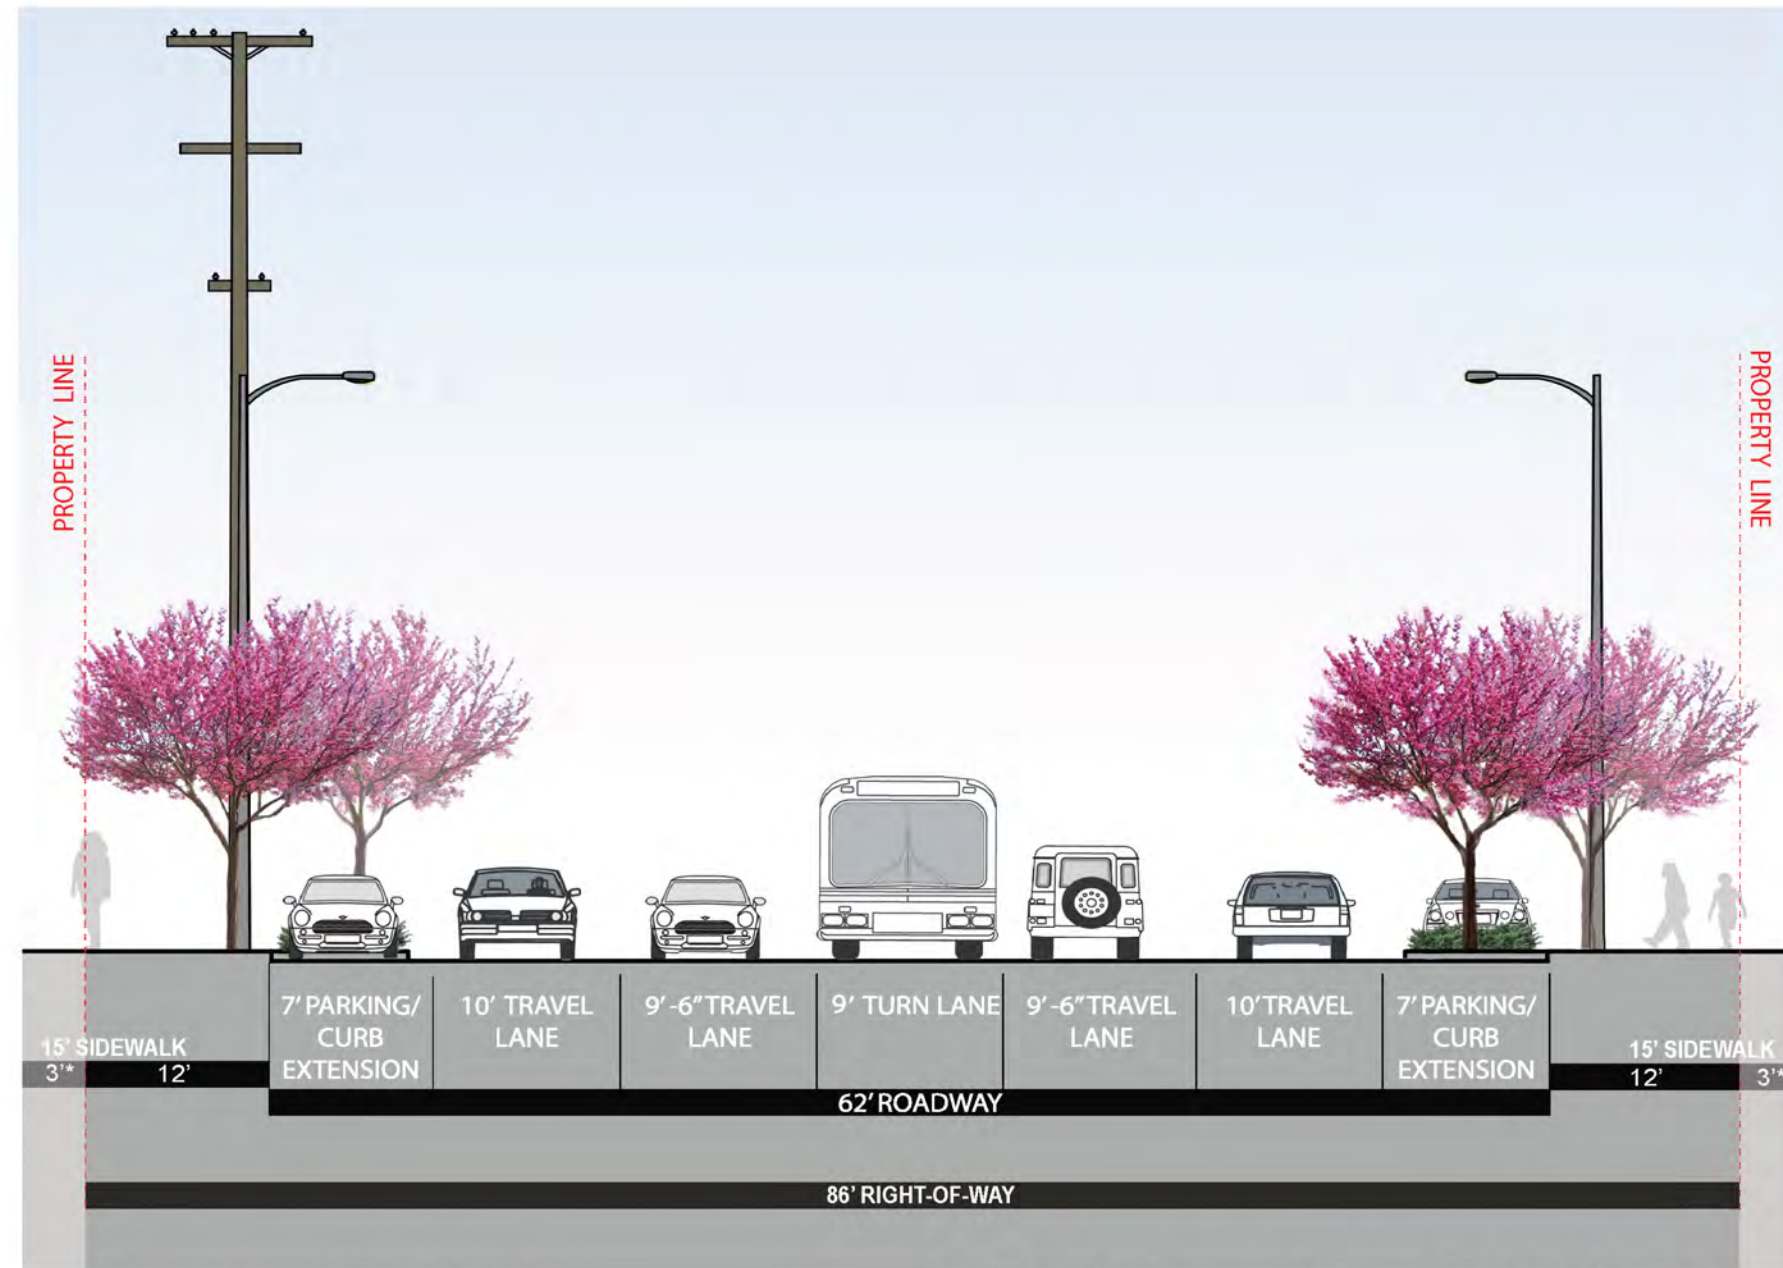 PROPERTY LINE
PROPERTY LINE
7' PARKING/
CURB
EXTENSION
10' TRAVEL
LANE
9'-6" TRAVEL
LANE
9' TURN LANE
9'-6" TRAVEL
LANE
10' TRAVEL
LANE
7' PARKING/
CURB
EXTENSION
15' SIDEWALK
3'* 12'
15' SIDEWALK
12' 3'*
62' ROADWAY
86' RIGHT-OF-WAY